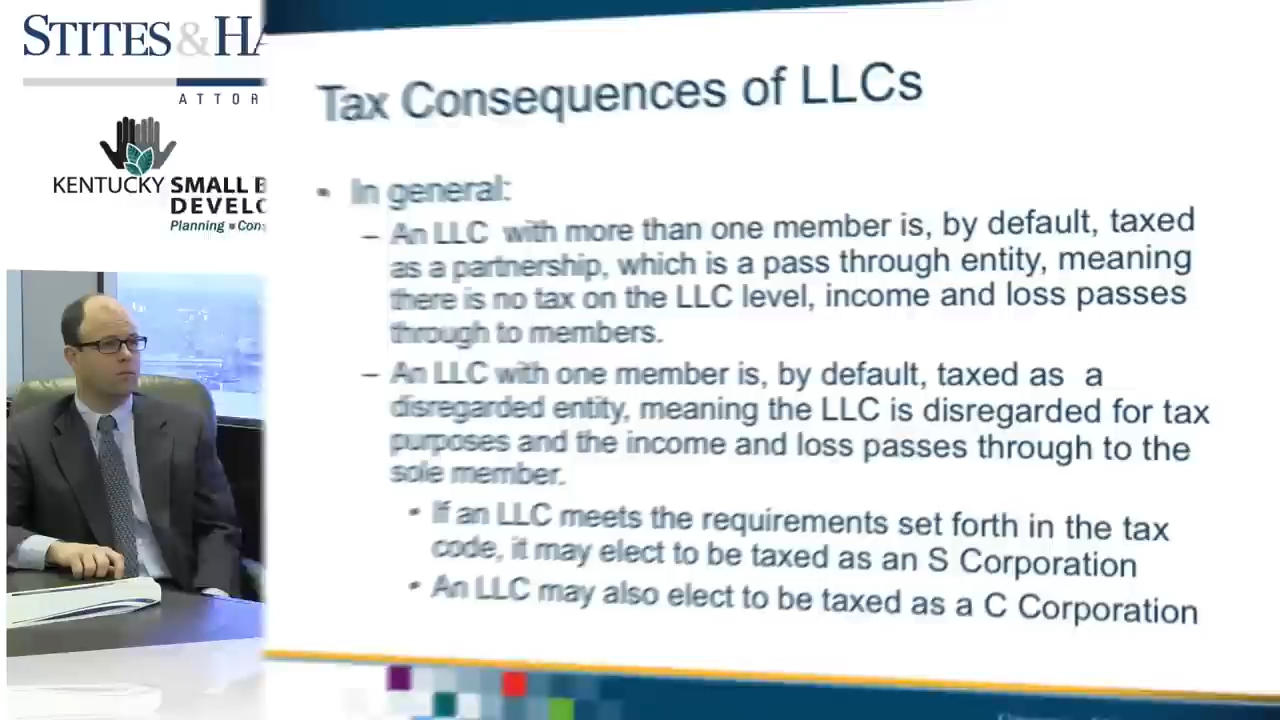 STITES & HA
ATTOR
KENTUCKY SMALL B
DEVELO
Planning ▪ Cons
Tax Consequences of LLCs
• In general:
– An LLC with more than one member is, by default, taxed
as a partnership, which is a pass through entity, meaning
there is no tax on the LLC level, income and loss passes
through to members.
– An LLC with one member is, by default, taxed as a
disregarded entity, meaning the LLC is disregarded for tax
purposes and the income and loss passes through to the
sole member.
• If an LLC meets the requirements set forth in the tax
code, it may elect to be taxed as an S Corporation
• An LLC may also elect to be taxed as a C Corporation